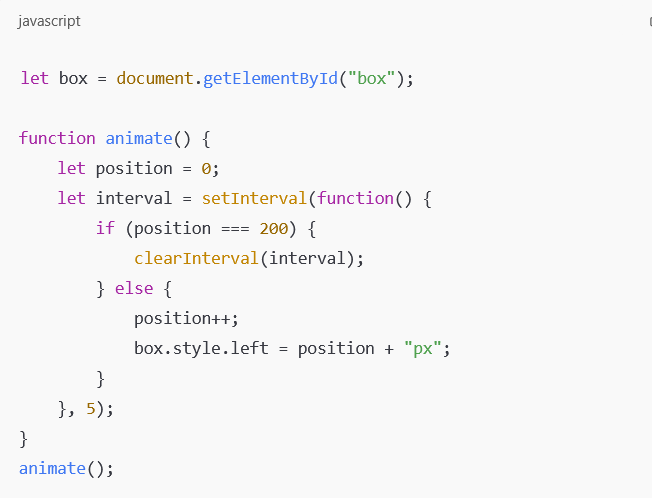 javascript
let box = document.getElementById("box");
function animate() {
    let position = 0;
    let interval = setInterval(function() {
        if (position === 200) {
            clearInterval(interval);
        } else {
            position++;
            box.style.left = position + "px";
        }
    }, 5);
}
animate();